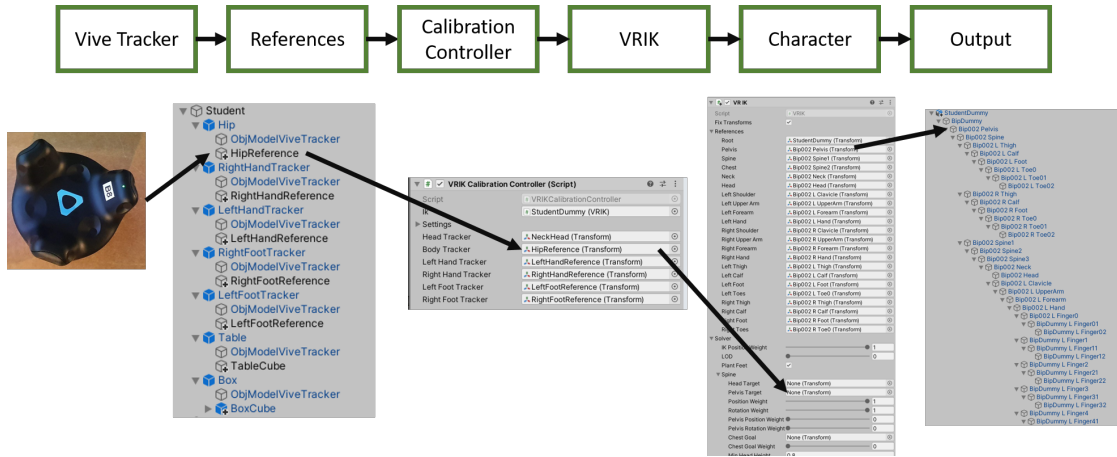 Vive Tracker
References
Calibration
Controller
VRIK
Character
Output
B8
Student
Hip
ObjModelViveTracker
HipReference
RightHandTracker
ObjModelViveTracker
RightHandReference
LeftHandTracker
ObjModelViveTracker
LeftHandReference
RightFootTracker
ObjModelViveTracker
RightFootReference
LeftFootTracker
ObjModelViveTracker
LeftFootReference
Table
ObjModelViveTracker
TableCube
Box
ObjModelViveTracker
BoxCube
VRIK Calibration Controller (Script)
Script VRIKCalibrationController
Ik StudentDummy (VRIK)
Settings
Head Tracker NeckHead (Transform)
Body Tracker HipReference (Transform)
Left Hand Tracker LeftHandReference (Transform)
Right Hand Tracker RightHandReference (Transform)
Left Foot Tracker LeftFootReference (Transform)
Right Foot Tracker RightFootReference (Transform)
VR IK
Script VRIK
Fix Transforms
References
Root StudentDummy (Transform)
Pelvis Bip002 Pelvis (Transform)
Spine Bip002 Spine1 (Transform)
Chest Bip002 Spine2 (Transform)
Neck Bip002 Neck (Transform)
Head Bip002 Head (Transform)
Left Shoulder Bip002 L Clavicle (Transform)
Left Upper Arm Bip002 L UpperArm (Transform)
Left Forearm Bip002 L Forearm (Transform)
Left Hand Bip002 L Hand (Transform)
Right Shoulder Bip002 R Clavicle (Transform)
Right Upper Arm Bip002 R UpperArm (Transform)
Right Forearm Bip002 R Forearm (Transform)
Right Hand Bip002 R Hand (Transform)
Left Thigh Bip002 L Thigh (Transform)
Left Calf Bip002 L Calf (Transform)
Left Foot Bip002 L Foot (Transform)
Left Toes Bip002 L Toe0 (Transform)
Right Thigh Bip002 R Thigh (Transform)
Right Calf Bip002 R Calf (Transform)
Right Foot Bip002 R Foot (Transform)
Right Toes Bip002 R Toe0 (Transform)
Solver
IK Position Weight 1
LOD 0
Plant Feet
Spine
Head Target None (Transform)
Pelvis Target None (Transform)
Position Weight 1
Rotation Weight 1
Pelvis Position Weight 0
Pelvis Rotation Weight 0
Chest Goal None (Transform)
Chest Goal Weight 0
Min Head Height 0.8
StudentDummy
BipDummy
Bip002 Pelvis
Bip002 Spine
Bip002 L Thigh
Bip002 L Calf
Bip002 L Foot
Bip002 L Toe0
Bip002 L Toe01
Bip002 L Toe02
Bip002 R Thigh
Bip002 R Calf
Bip002 R Foot
Bip002 R Toe0
Bip002 R Toe01
Bip002 R Toe02
Bip002 Spine1
Bip002 Spine2
Bip002 Spine3
Bip002 Neck
Bip002 Head
Bip002 L Clavicle
Bip002 L UpperArm
Bip002 L Forearm
Bip002 L Hand
Bip002 L Finger0
BipDummy L Finger01
BipDummy L Finger02
BipDummy L Finger1
BipDummy L Finger11
BipDummy L Finger12
BipDummy L Finger2
BipDummy L Finger21
BipDummy L Finger22
BipDummy L Finger3
BipDummy L Finger31
BipDummy L Finger32
BipDummy L Finger4
BipDummy L Finger41